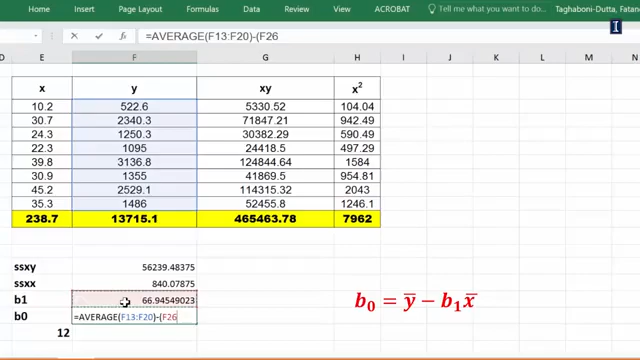 Home Insert Page Layout Formulas Data Review View ACROBAT Tell me what you want to do... Taghaboni-Dutta, Fatane
=AVERAGE(F13:F20)-(F26
D E F G H I J K L M N
x y xy x2
10.2 522.6 5330.52 104.04
30.7 2340.3 71847.21 942.49
24.3 1250.3 30382.29 590.49
22.3 1095 24418.5 497.29
39.8 3136.8 124844.64 1584
30.9 1355 41869.5 954.81
45.2 2529.1 114315.32 2043
35.3 1486 52455.8 1246.1
238.7 13715.1 465463.78 7962
ssxy 56239.48375
ssxx 840.07875
b1 66.94549023
b0 =AVERAGE(F13:F20)-(F26
12
b₀ = ȳ − b₁x̄